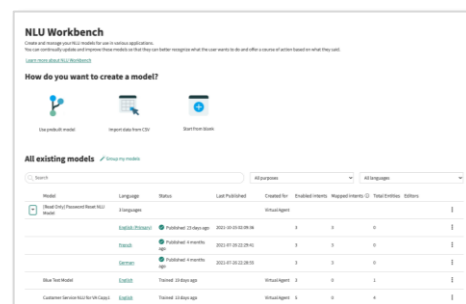 NLU Workbench
Create and manage your NLU models for use in various applications.
You can continually update and improve these models so that they can better recognize what the user wants to do and offer a course of action based on what they said.
Learn more about NLU Workbench
How do you want to create a model?
Use prebuilt model Import data from CSV Start from blank
All existing models Group my models
Search All purposes All languages
Model Language Status Last Published Created for Enabled Intents Mapped Intents Total Entities Editors
[Read Only] Password Reset NLU Model 3 languages Virtual Agent
English (Primary) Published 13 days ago 3 0 0
French Published 4 months ago 3 0 0
German Published 4 months ago 3 0
Blue Test Model English Trained 13 days ago Virtual Agent 3 0 1
Customer Service NLU for VA English Trained 13 days ago Virtual Agent 5 0 4